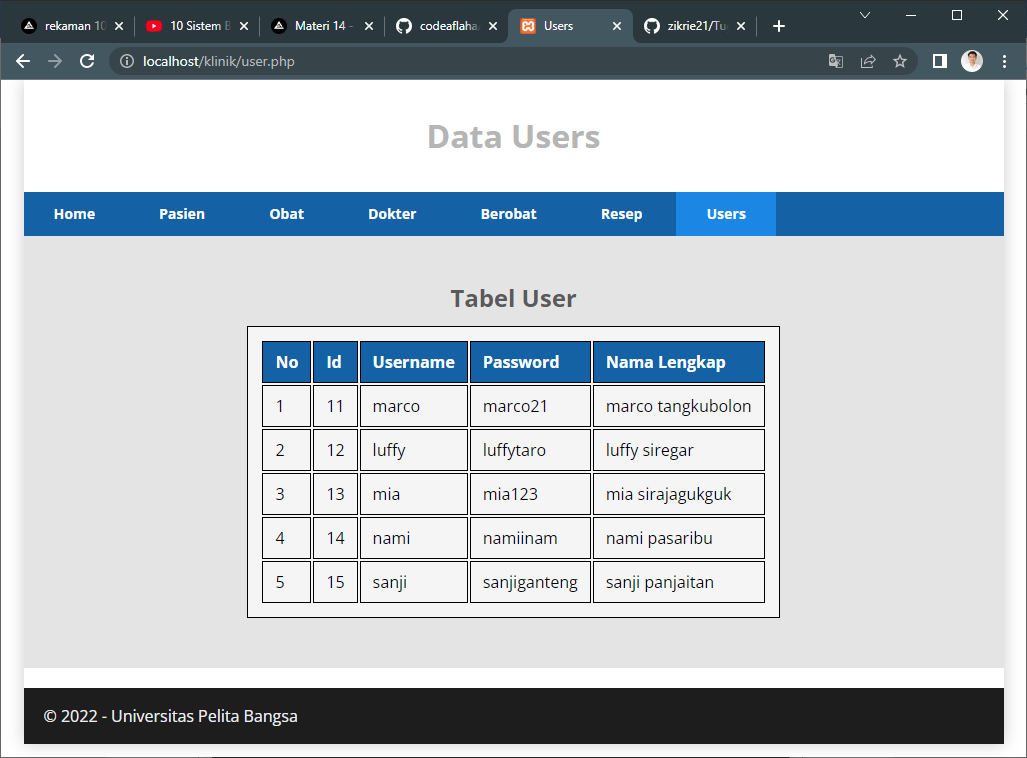 rekaman 10
10 Sistem B
Materi 14 -
codeaflaha
Users
zikrie21/Tu
localhost/klinik/user.php
Data Users
Home Pasien Obat Dokter Berobat Resep Users
Tabel User
No Id Username Password Nama Lengkap
1 11 marco marco21 marco tangkubolon
2 12 luffy luffytaro luffy siregar
3 13 mia mia123 mia sirajagukguk
4 14 nami namiinam nami pasaribu
5 15 sanji sanjiganteng sanji panjaitan
© 2022 - Universitas Pelita Bangsa